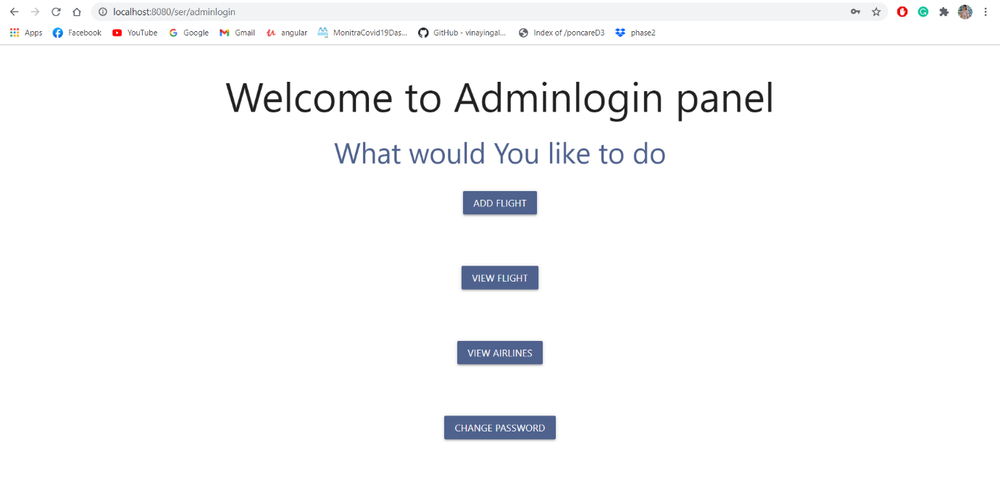 localhost:8080/ser/adminlogin
Apps Facebook YouTube Google Gmail angular MonitraCovid19Das... GitHub - vinayingal... Index of /poncareD3 phase2
Welcome to Adminlogin panel
What would You like to do
ADD FLIGHT
VIEW FLIGHT
VIEW AIRLINES
CHANGE PASSWORD